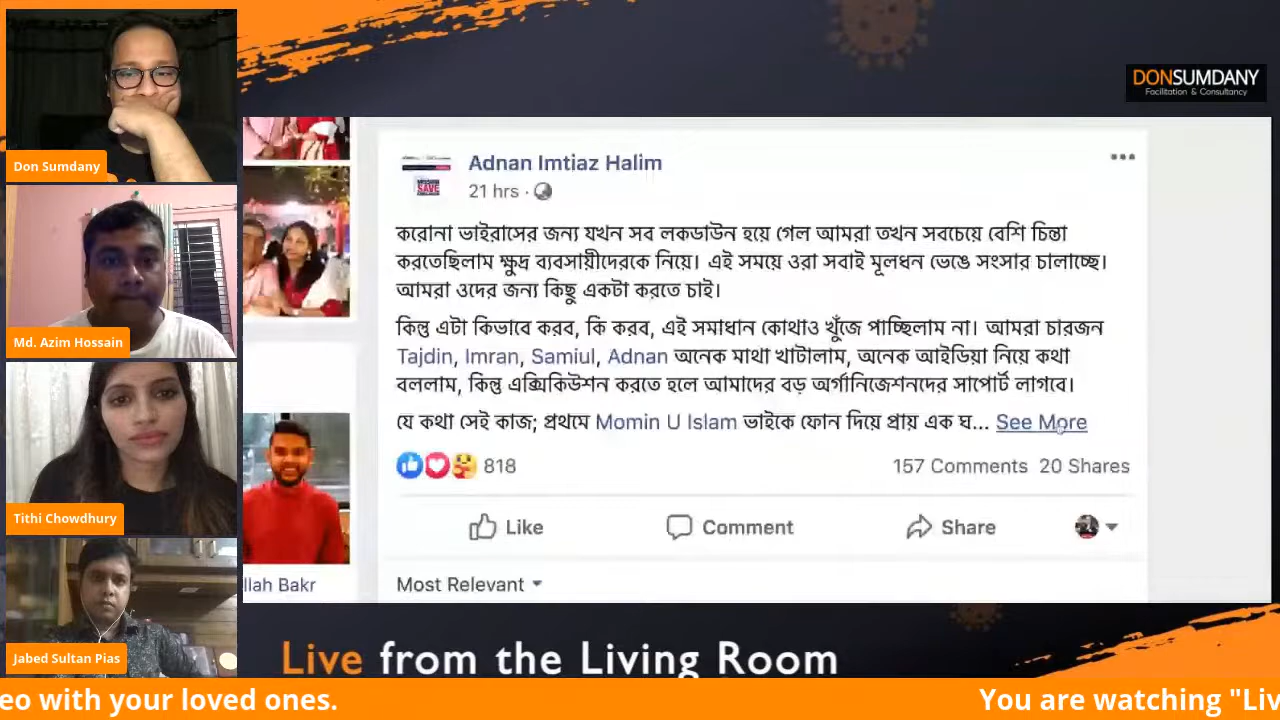 DONSUMDANY
Facilitation & Consultancy
Don Sumdany
Md. Azim Hossain
Tithi Chowdhury
Jabed Sultan Pias
Adnan Imtiaz Halim
21 hrs ·
করোনা ভাইরাসের জন্য যখন সব লকডাউন হয়ে গেল আমরা তখন সবচেয়ে বেশি চিন্তা
করতেছিলাম ক্ষুদ্র ব্যবসায়ীদেরকে নিয়ে। এই সময়ে ওরা সবাই মূলধন ভেঙে সংসার চালাচ্ছে।
আমরা ওদের জন্য কিছু একটা করতে চাই।
কিন্তু এটা কিভাবে করব, কি করব, এই সমাধান কোথাও খুঁজে পাচ্ছিলাম না। আমরা চারজন
Tajdin, Imran, Samiul, Adnan অনেক মাথা খাটালাম, অনেক আইডিয়া নিয়ে কথা
বললাম, কিন্তু এক্সিকিউশন করতে হলে আমাদের বড় অর্গানিজেশনদের সাপোর্ট লাগবে।
যে কথা সেই কাজ; প্রথমে Momin U Islam ভাইকে ফোন দিয়ে প্রায় এক ঘ... See More
818
157 Comments 20 Shares
Like Comment Share
Most Relevant
llah Bakr
SAVE
Live from the Living Room
eo with your loved ones. You are watching "Liv